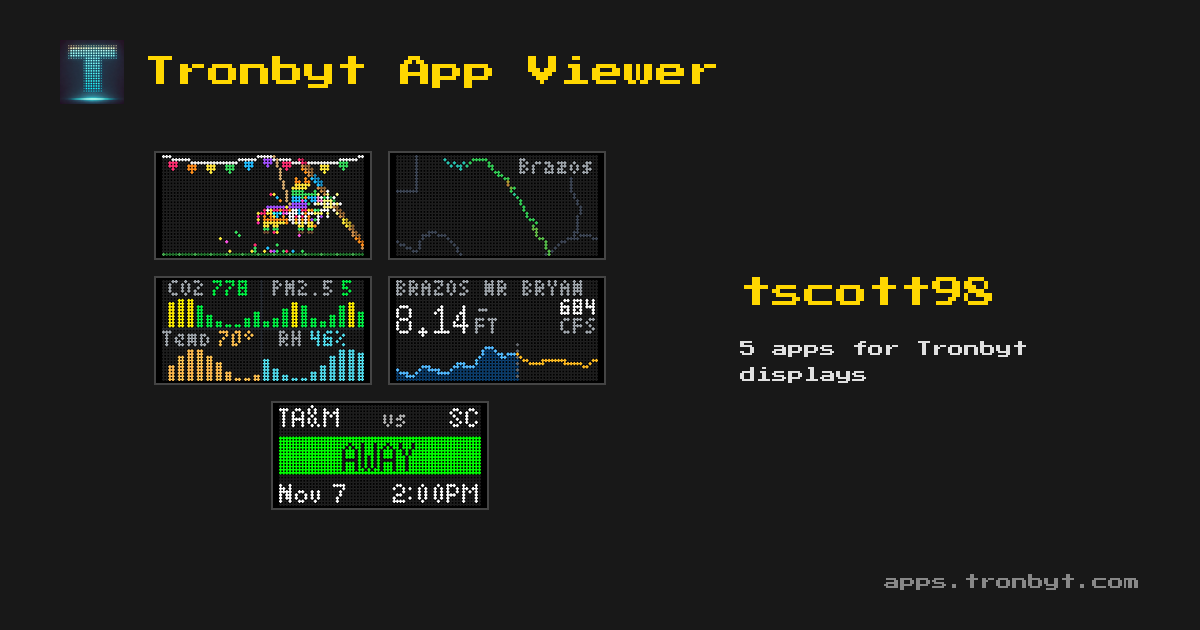 T
Tronbyt App Viewer
Brazos
CO2 778 PM2.5 5
Temp 70° RH 46%
BRAZOS NR BRYAN
8.14 FT
684
CFS
TA&M vs SC
AWAY
Nov 7 2:00PM
tscott98
5 apps for Tronbyt
displays
apps.tronbyt.com